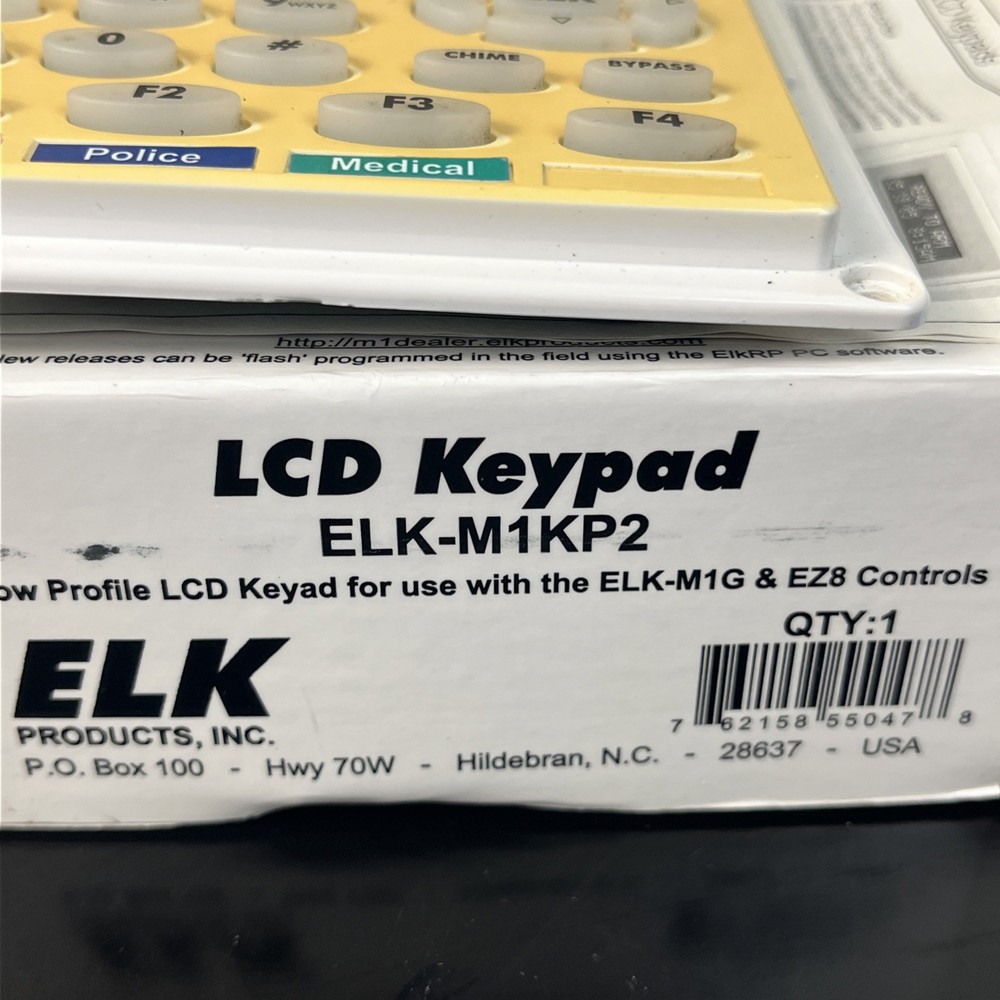 9WXYZ
0
#
CHIME
BYPASS
F2
F3
F4
Police
Medical
http://m1dealer.elkproducts.com
new releases can be 'flash' programmed in the field using the ElkRP PC software.
LCD Keypad
ELK-M1KP2
ow Profile LCD Keyad for use with the ELK-M1G & EZ8 Controls
QTY:1
ELK
PRODUCTS, INC.
7 62158 55047 8
P.O. Box 100 - Hwy 70W - Hildebran, N.C. - 28637 - USA